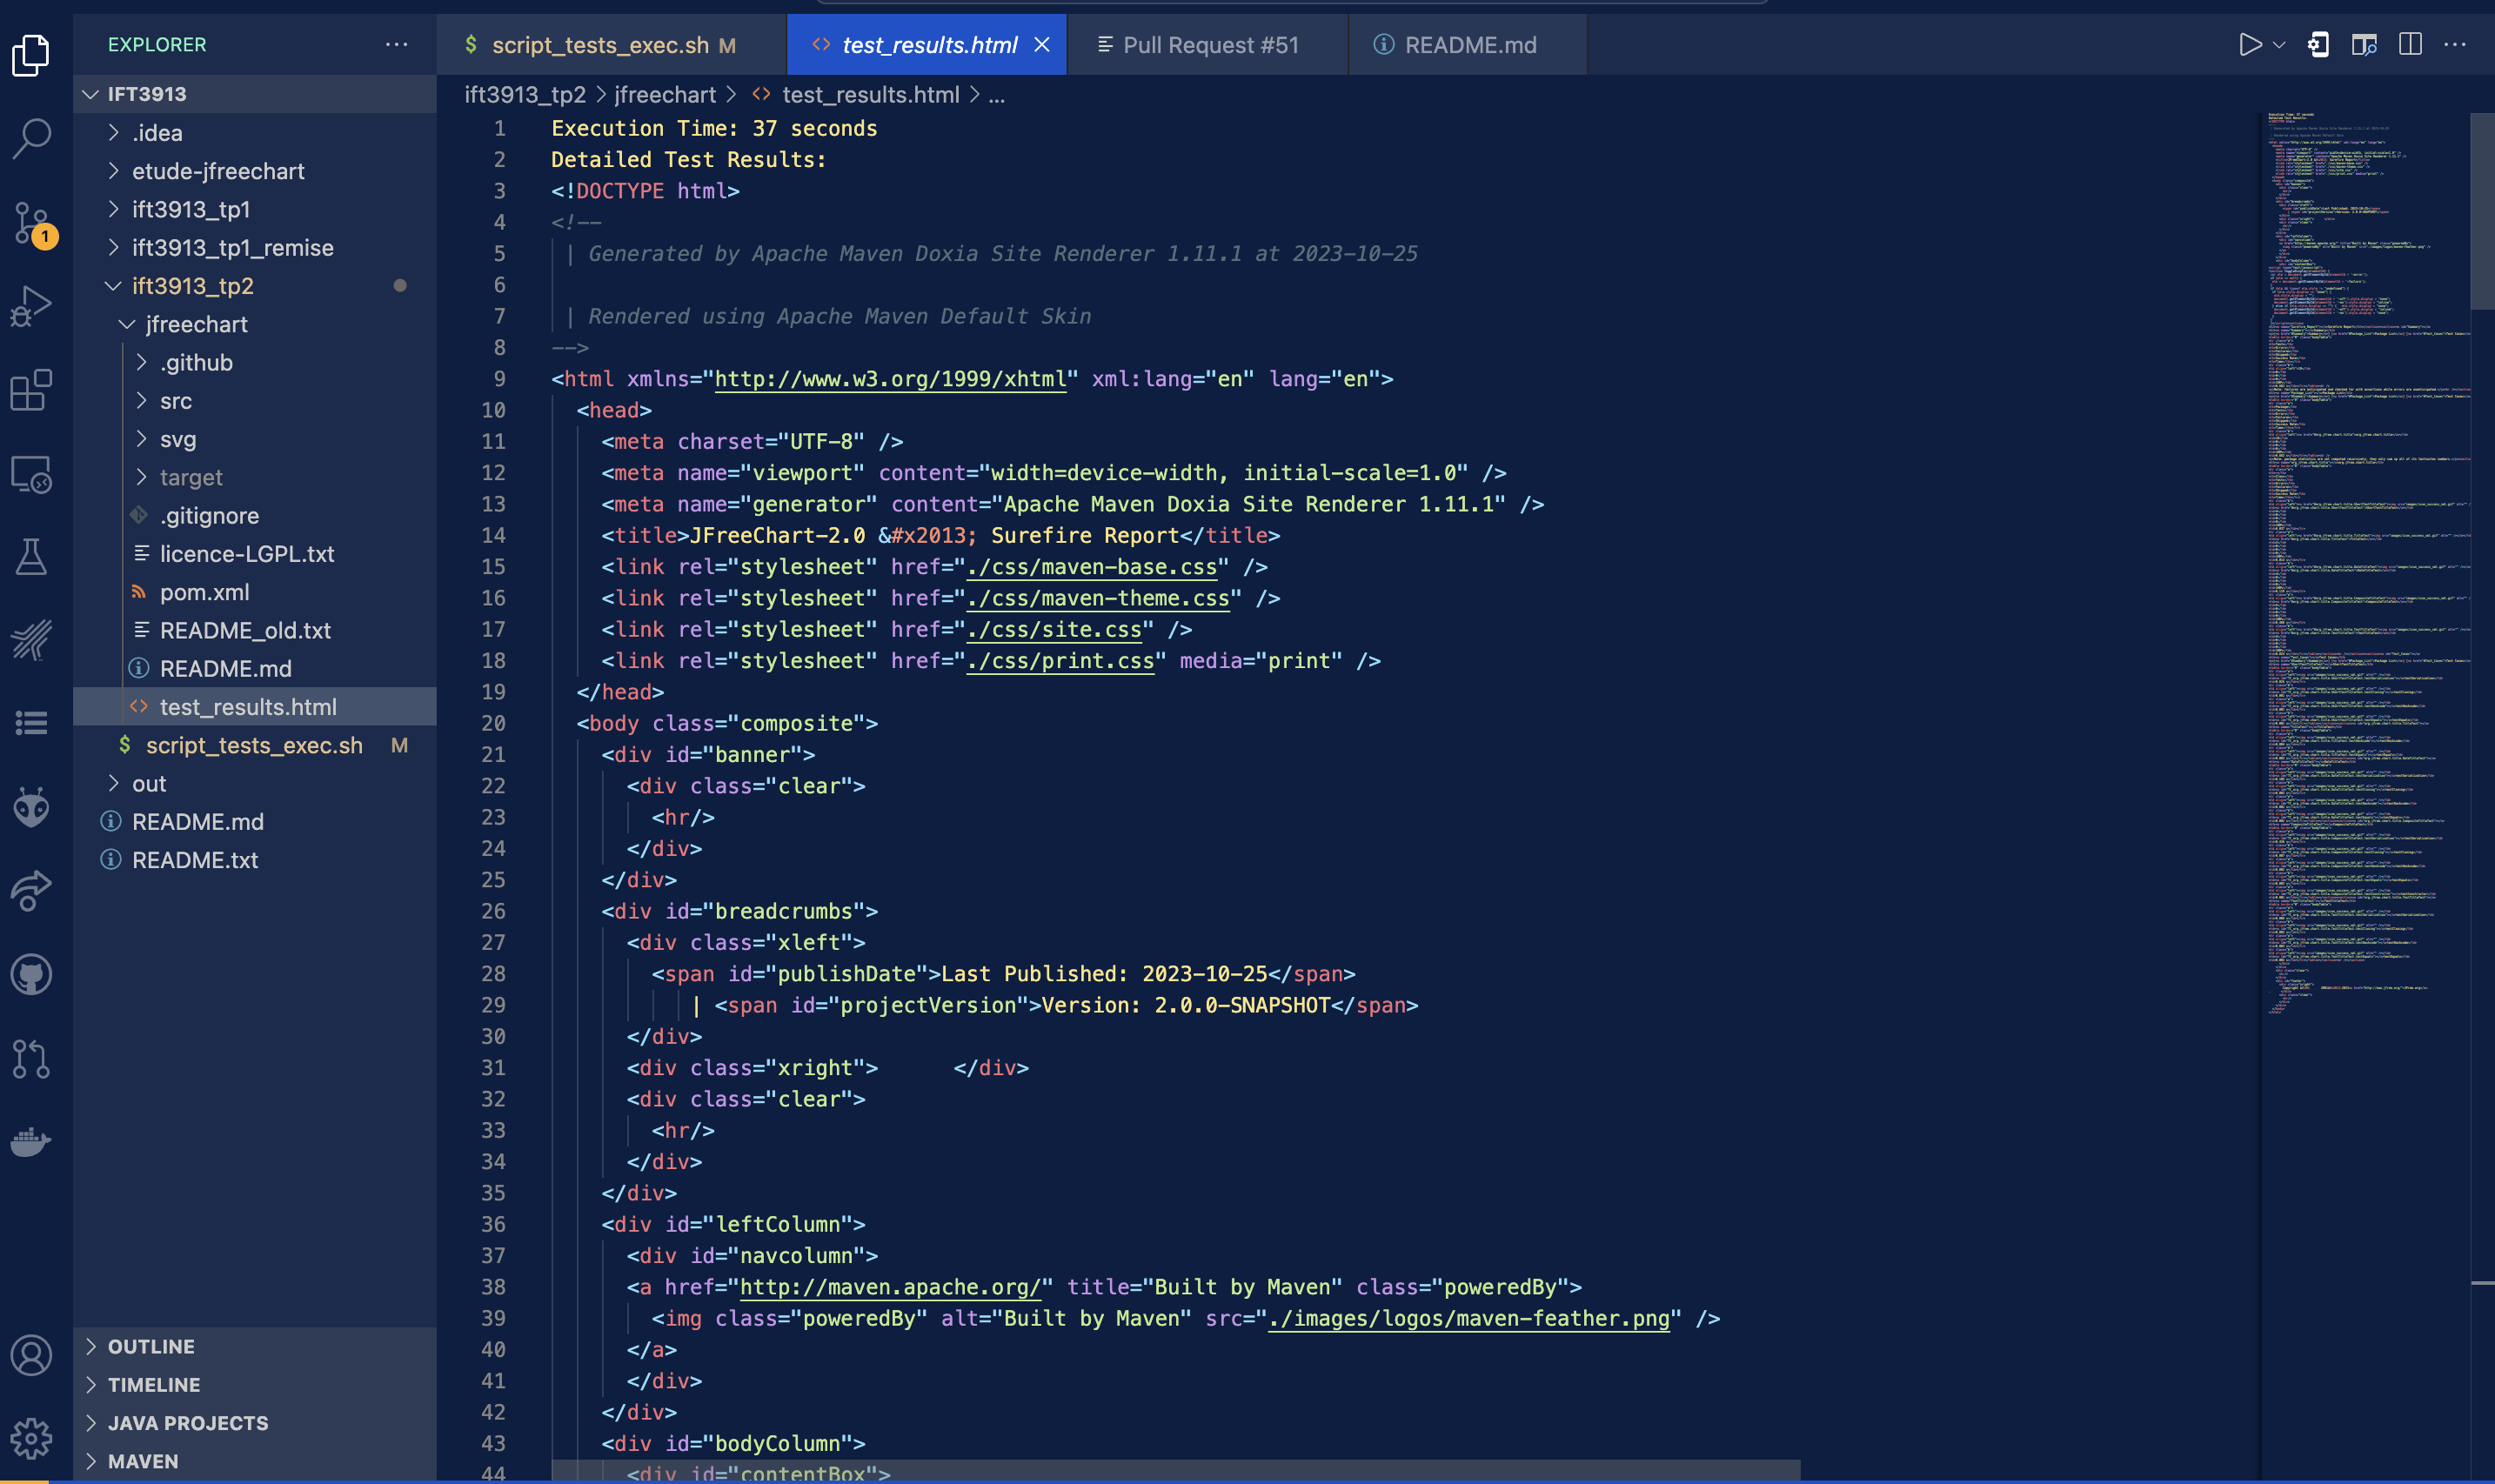 EXPLORER
IFT3913
.idea
etude-jfreechart
ift3913_tp1
ift3913_tp1_remise
ift3913_tp2
jfreechart
.github
src
svg
target
.gitignore
licence-LGPL.txt
pom.xml
README_old.txt
README.md
test_results.html
$ script_tests_exec.sh M
out
README.md
README.txt
OUTLINE
TIMELINE
JAVA PROJECTS
MAVEN
1
$ script_tests_exec.sh M
<> test_results.html
Pull Request #51
README.md
ift3913_tp2 > jfreechart > <> test_results.html > ...
1 Execution Time: 37 seconds
2 Detailed Test Results:
3 <!DOCTYPE html>
4 <!--
5 | Generated by Apache Maven Doxia Site Renderer 1.11.1 at 2023-10-25
6
7 | Rendered using Apache Maven Default Skin
8 -->
9 <html xmlns="http://www.w3.org/1999/xhtml" xml:lang="en" lang="en">
10 <head>
11 <meta charset="UTF-8" />
12 <meta name="viewport" content="width=device-width, initial-scale=1.0" />
13 <meta name="generator" content="Apache Maven Doxia Site Renderer 1.11.1" />
14 <title>JFreeChart-2.0 &#x2013; Surefire Report</title>
15 <link rel="stylesheet" href="./css/maven-base.css" />
16 <link rel="stylesheet" href="./css/maven-theme.css" />
17 <link rel="stylesheet" href="./css/site.css" />
18 <link rel="stylesheet" href="./css/print.css" media="print" />
19 </head>
20 <body class="composite">
21 <div id="banner">
22 <div class="clear">
23 <hr/>
24 </div>
25 </div>
26 <div id="breadcrumbs">
27 <div class="xleft">
28 <span id="publishDate">Last Published: 2023-10-25</span>
29 | <span id="projectVersion">Version: 2.0.0-SNAPSHOT</span>
30 </div>
31 <div class="xright">      </div>
32 <div class="clear">
33 <hr/>
34 </div>
35 </div>
36 <div id="leftColumn">
37 <div id="navcolumn">
38 <a href="http://maven.apache.org/" title="Built by Maven" class="poweredBy">
39 <img class="poweredBy" alt="Built by Maven" src="./images/logos/maven-feather.png" />
40 </a>
41 </div>
42 </div>
43 <div id="bodyColumn">
44 <div id="contentBox">